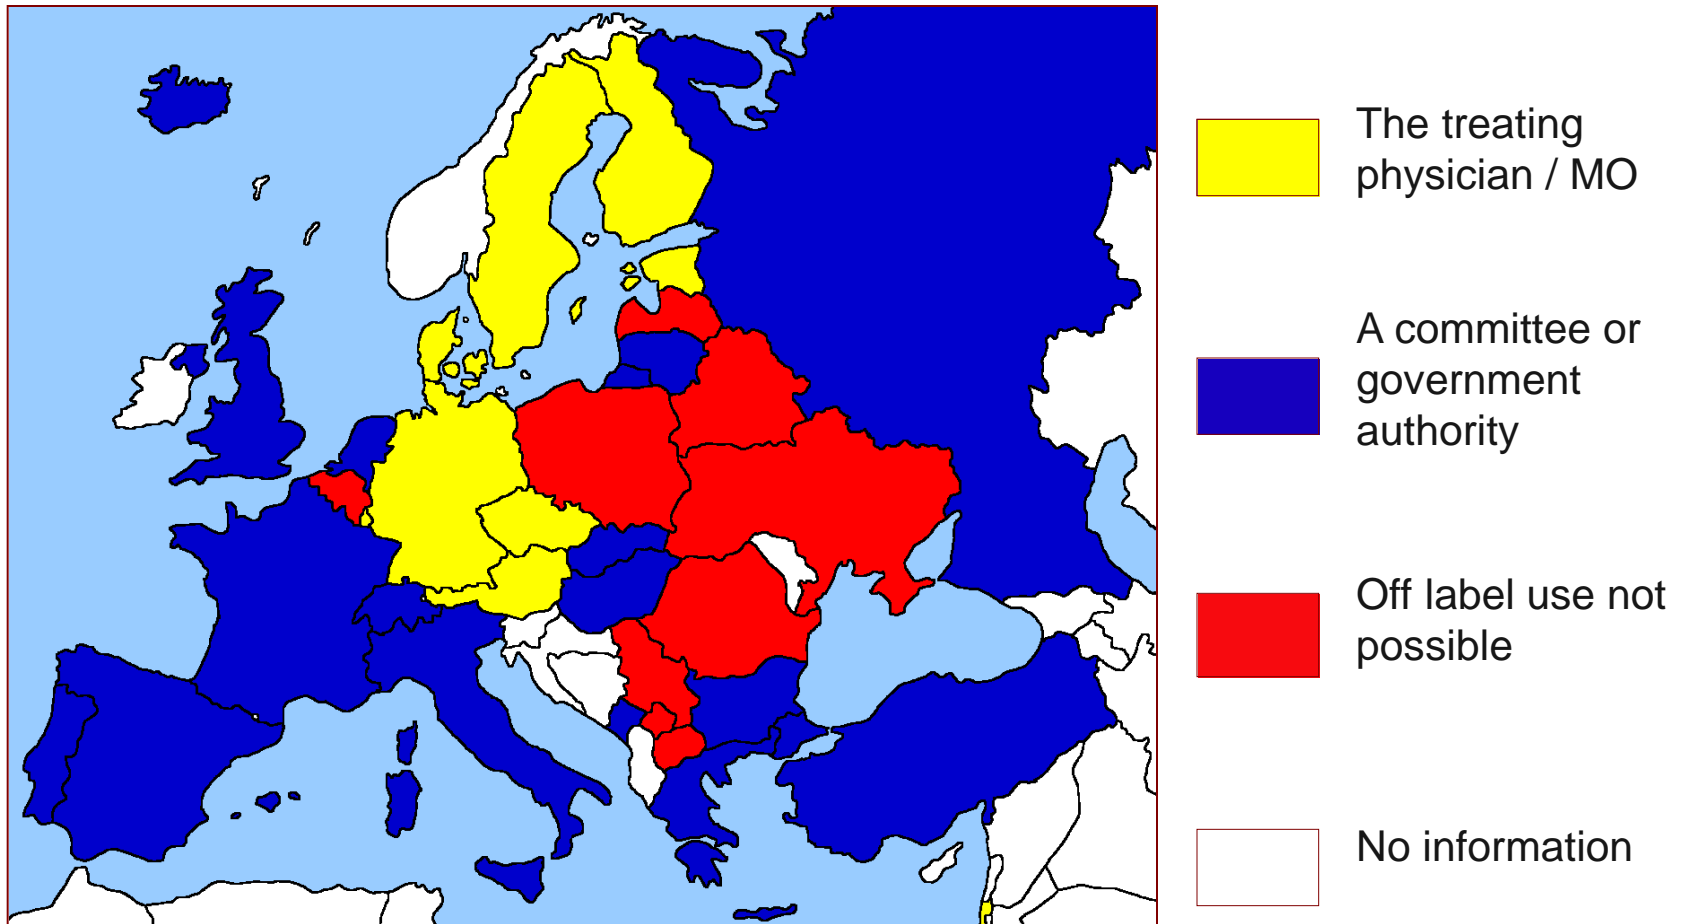 The treating
physician / MO
A committee or
government
authority
Off label use not
possible
No information